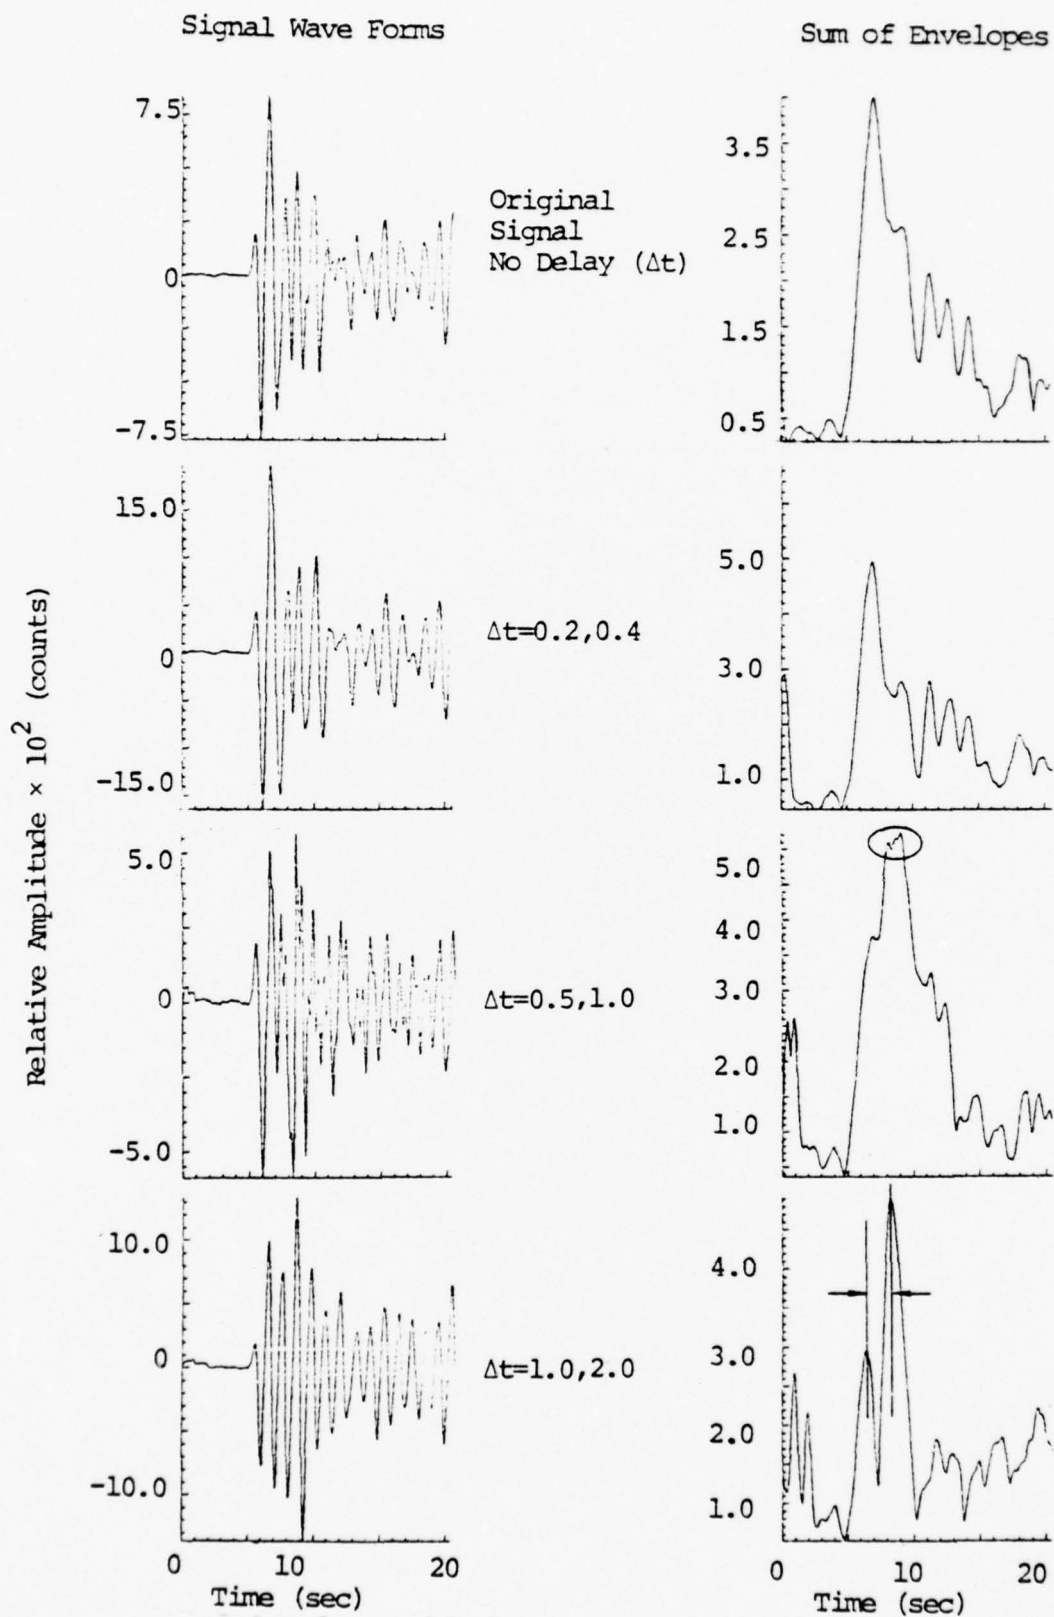 Signal Wave Forms
Sum of Envelopes
Relative Amplitude × 10² (counts)
7.5
0
-7.5
Original
Signal
No Delay (Δt)
3.5
2.5
1.5
0.5
15.0
0
-15.0
Δt=0.2,0.4
5.0
3.0
1.0
5.0
0
-5.0
Δt=0.5,1.0
5.0
4.0
3.0
2.0
1.0
10.0
0
-10.0
Δt=1.0,2.0
4.0
3.0
2.0
1.0
0 10 20
Time (sec)
0 10 20
Time (sec)